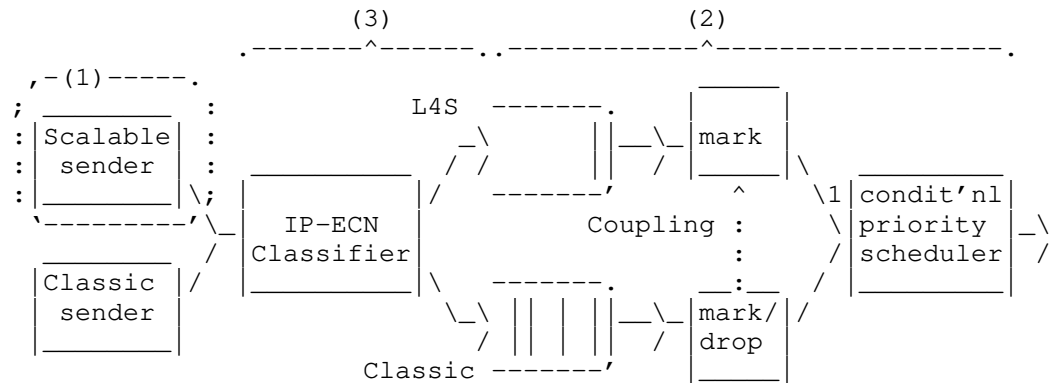 (3) (2)
(1)
L4S
Scalable mark
sender
1 condit'nl
IP-ECN Coupling priority
Classifier scheduler
Classic mark/
sender drop
Classic